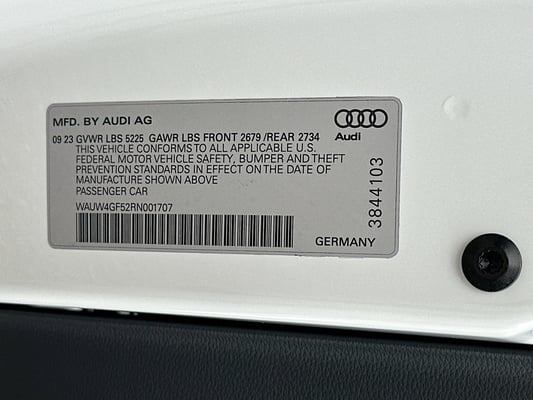 MFD. BY AUDI AG
Audi
09 23 GVWR LBS 5225 GAWR LBS FRONT 2679 /REAR 2734
THIS VEHICLE CONFORMS TO ALL APPLICABLE U.S.
FEDERAL MOTOR VEHICLE SAFETY, BUMPER AND THEFT
PREVENTION STANDARDS IN EFFECT ON THE DATE OF
MANUFACTURE SHOWN ABOVE
PASSENGER CAR
WAUW4GF52RN001707
3844103
GERMANY